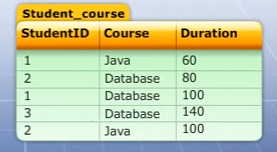 Student_course
StudentID Course Duration
1 Java 60
2 Database 80
1 Database 100
3 Database 140
2 Java 100